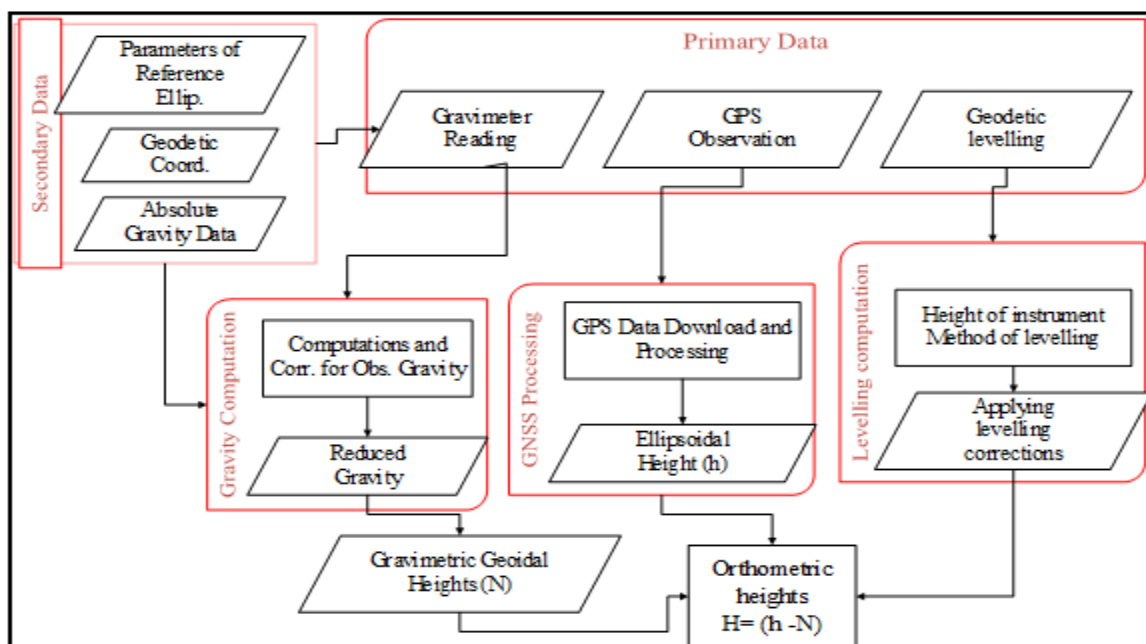 Secondary Data
Parameters of
Reference
Ellip.
Geodetic
Coord.
Absolute
Gravity Data
Primary Data
Gravimeter
Reading
GPS
Observation
Geodetic
levelling
Gravity Computation
Computations and
Corr. for Obs. Gravity
Reduced
Gravity
GNSS Processing
GPS Data Download and
Processing
Ellipsoidal
Height (h)
Levelling computation
Height of instrument
Method of levelling
Applying
levelling
corrections
Gravimetric Geoidal
Heights (N)
Orthometric
heights
H= (h -N)